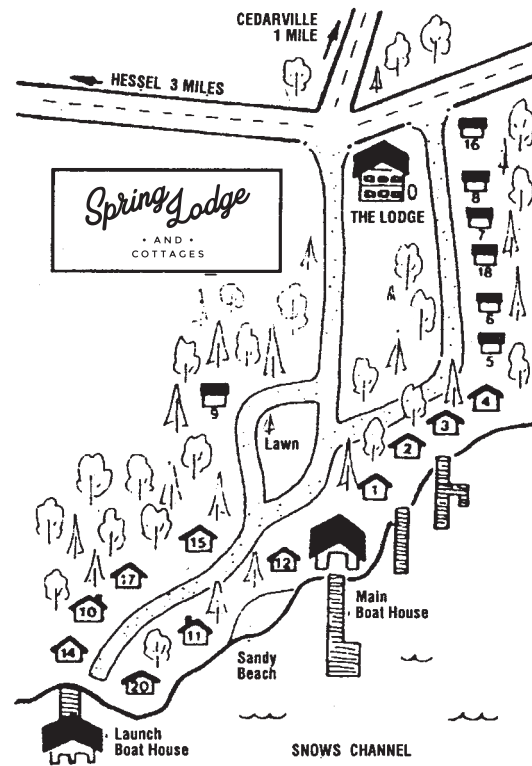 CEDARVILLE
1 MILE
HESSEL 3 MILES
Spring Lodge
• AND •
COTTAGES
THE LODGE
16
8
7
18
6
5
4
3
2
1
9
Lawn
15
12
17
10
11
14
20
Main
Boat House
Sandy
Beach
Launch
Boat House
SNOWS CHANNEL